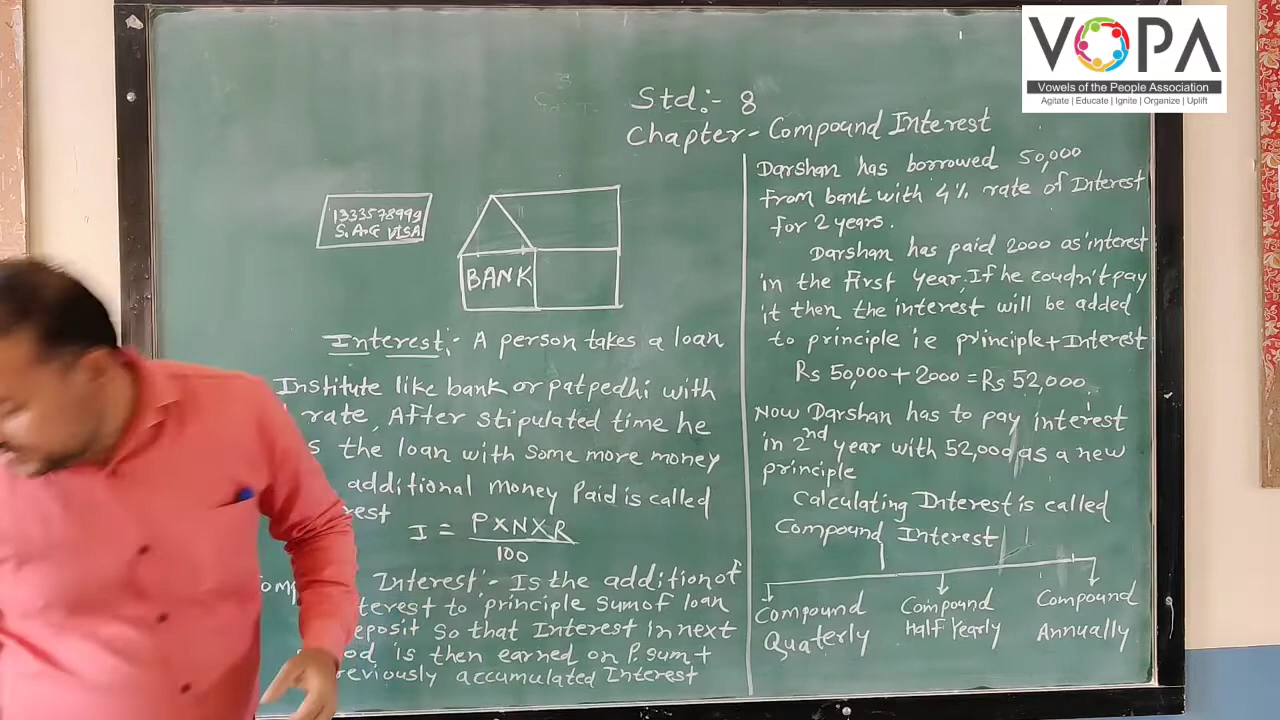 VOPA
Vowels of the People Association
Agitate | Educate | Ignite | Organize | Uplift
Std:- 8
Chapter - Compound Interest
1333578999
VISA
BANK
Interest:- A person takes a loan
Institute like bank or patpedhi with
rate, After stipulated time he
s the loan with some more money
additional money Paid is called
rest
I = PXNXR
100
Interest:- Is the addition of
terest to principle sum of loan
eposit so that Interest in next
od is then earned on P. sum +
reviously accumulated Interest
Darshan has borrowed 50,000
from bank with 4% rate of Interest
for 2 years.
Darshan has paid 2000 as interest
in the First Year. If he coudn't pay
it then the interest will be added
to principle ie principle + Interest
Rs 50,000 + 2000 = Rs 52,000
Now Darshan has to pay interest
in 2nd year with 52,000 as a new
principle
Calculating Interest is called
Compound Interest
Compound Quaterly
Compound Half Yearly
Compound Annually